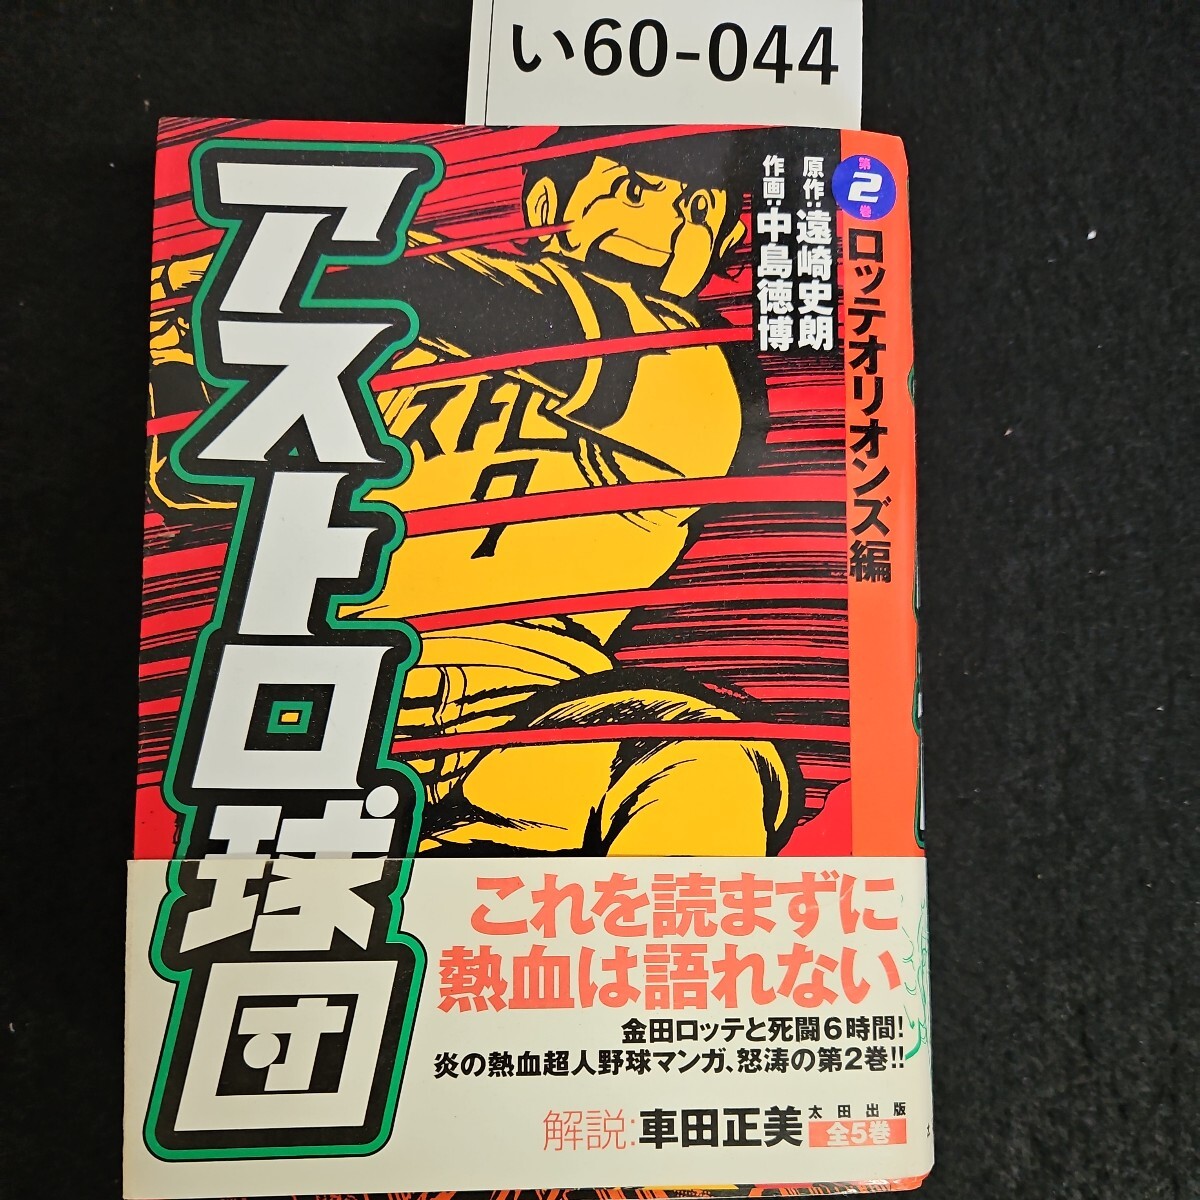 い60-044
第2巻
ロッテオリオンズ編
原作:遠崎史朗
作画:中島徳博
アストロ球団
ストロ
9
これを読まずに
熱血は語れない
金田ロッテと死闘6時間!
炎の熱血超人野球マンガ、怒涛の第2巻!!
解説:車田正美
太田出版
全5巻